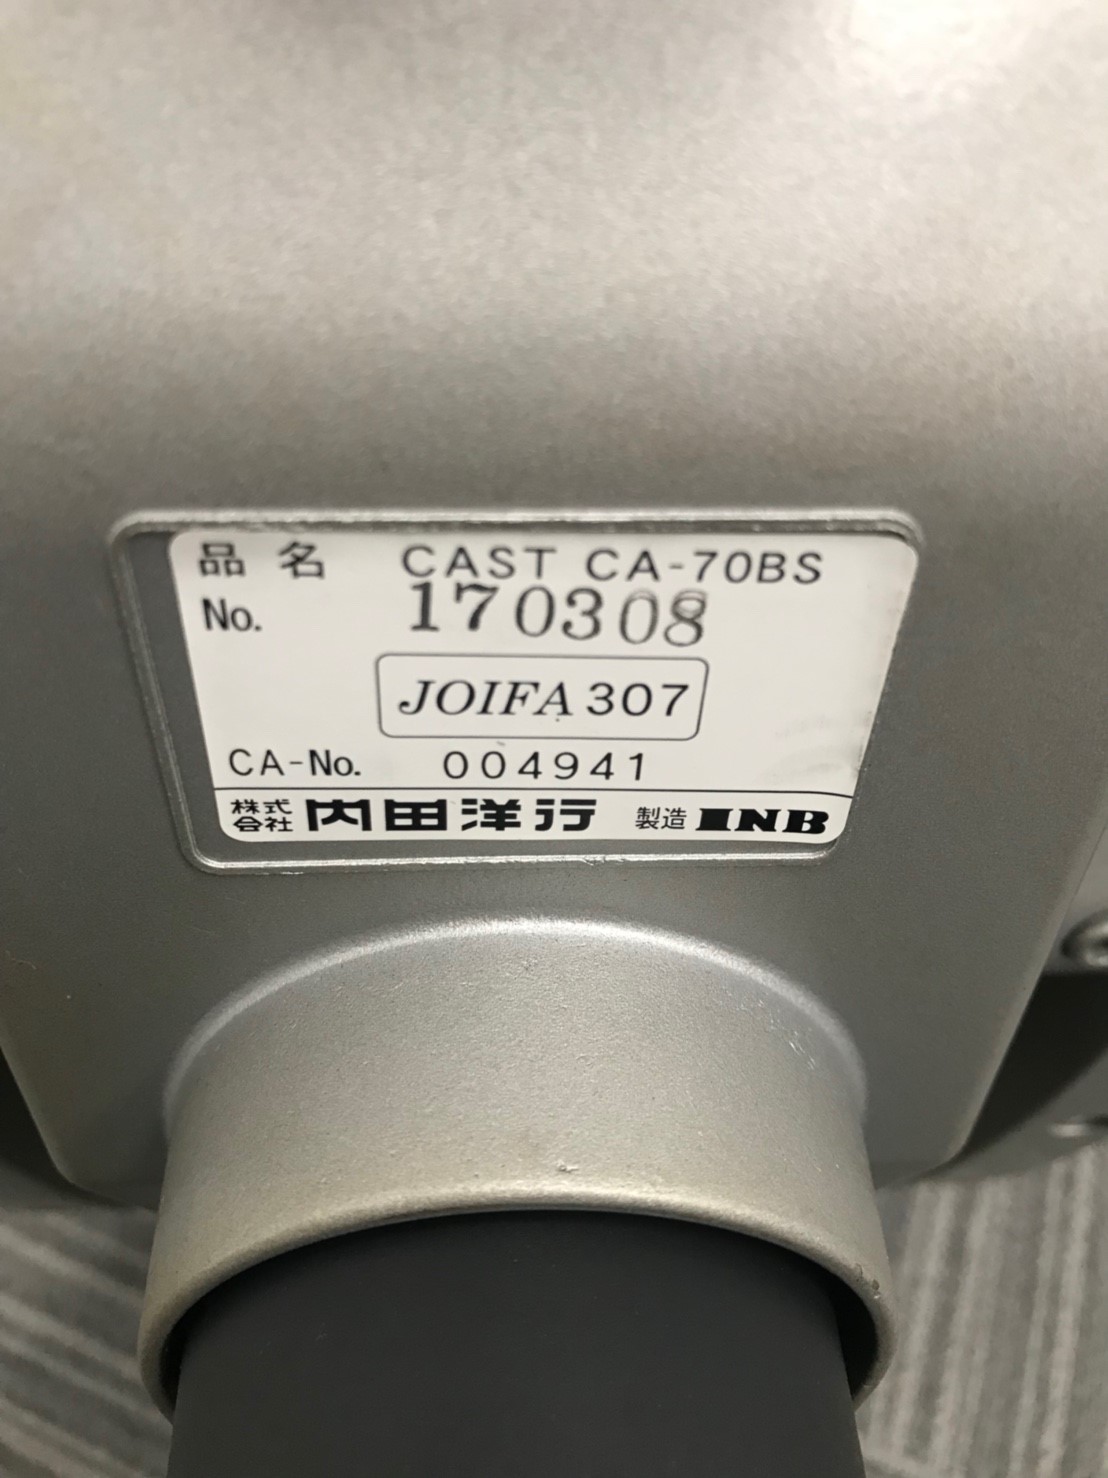 品名 CAST CA-70BS
No. 170308
JOIFA 307
CA-No. 004941
株式会社 内田洋行 製造 INB